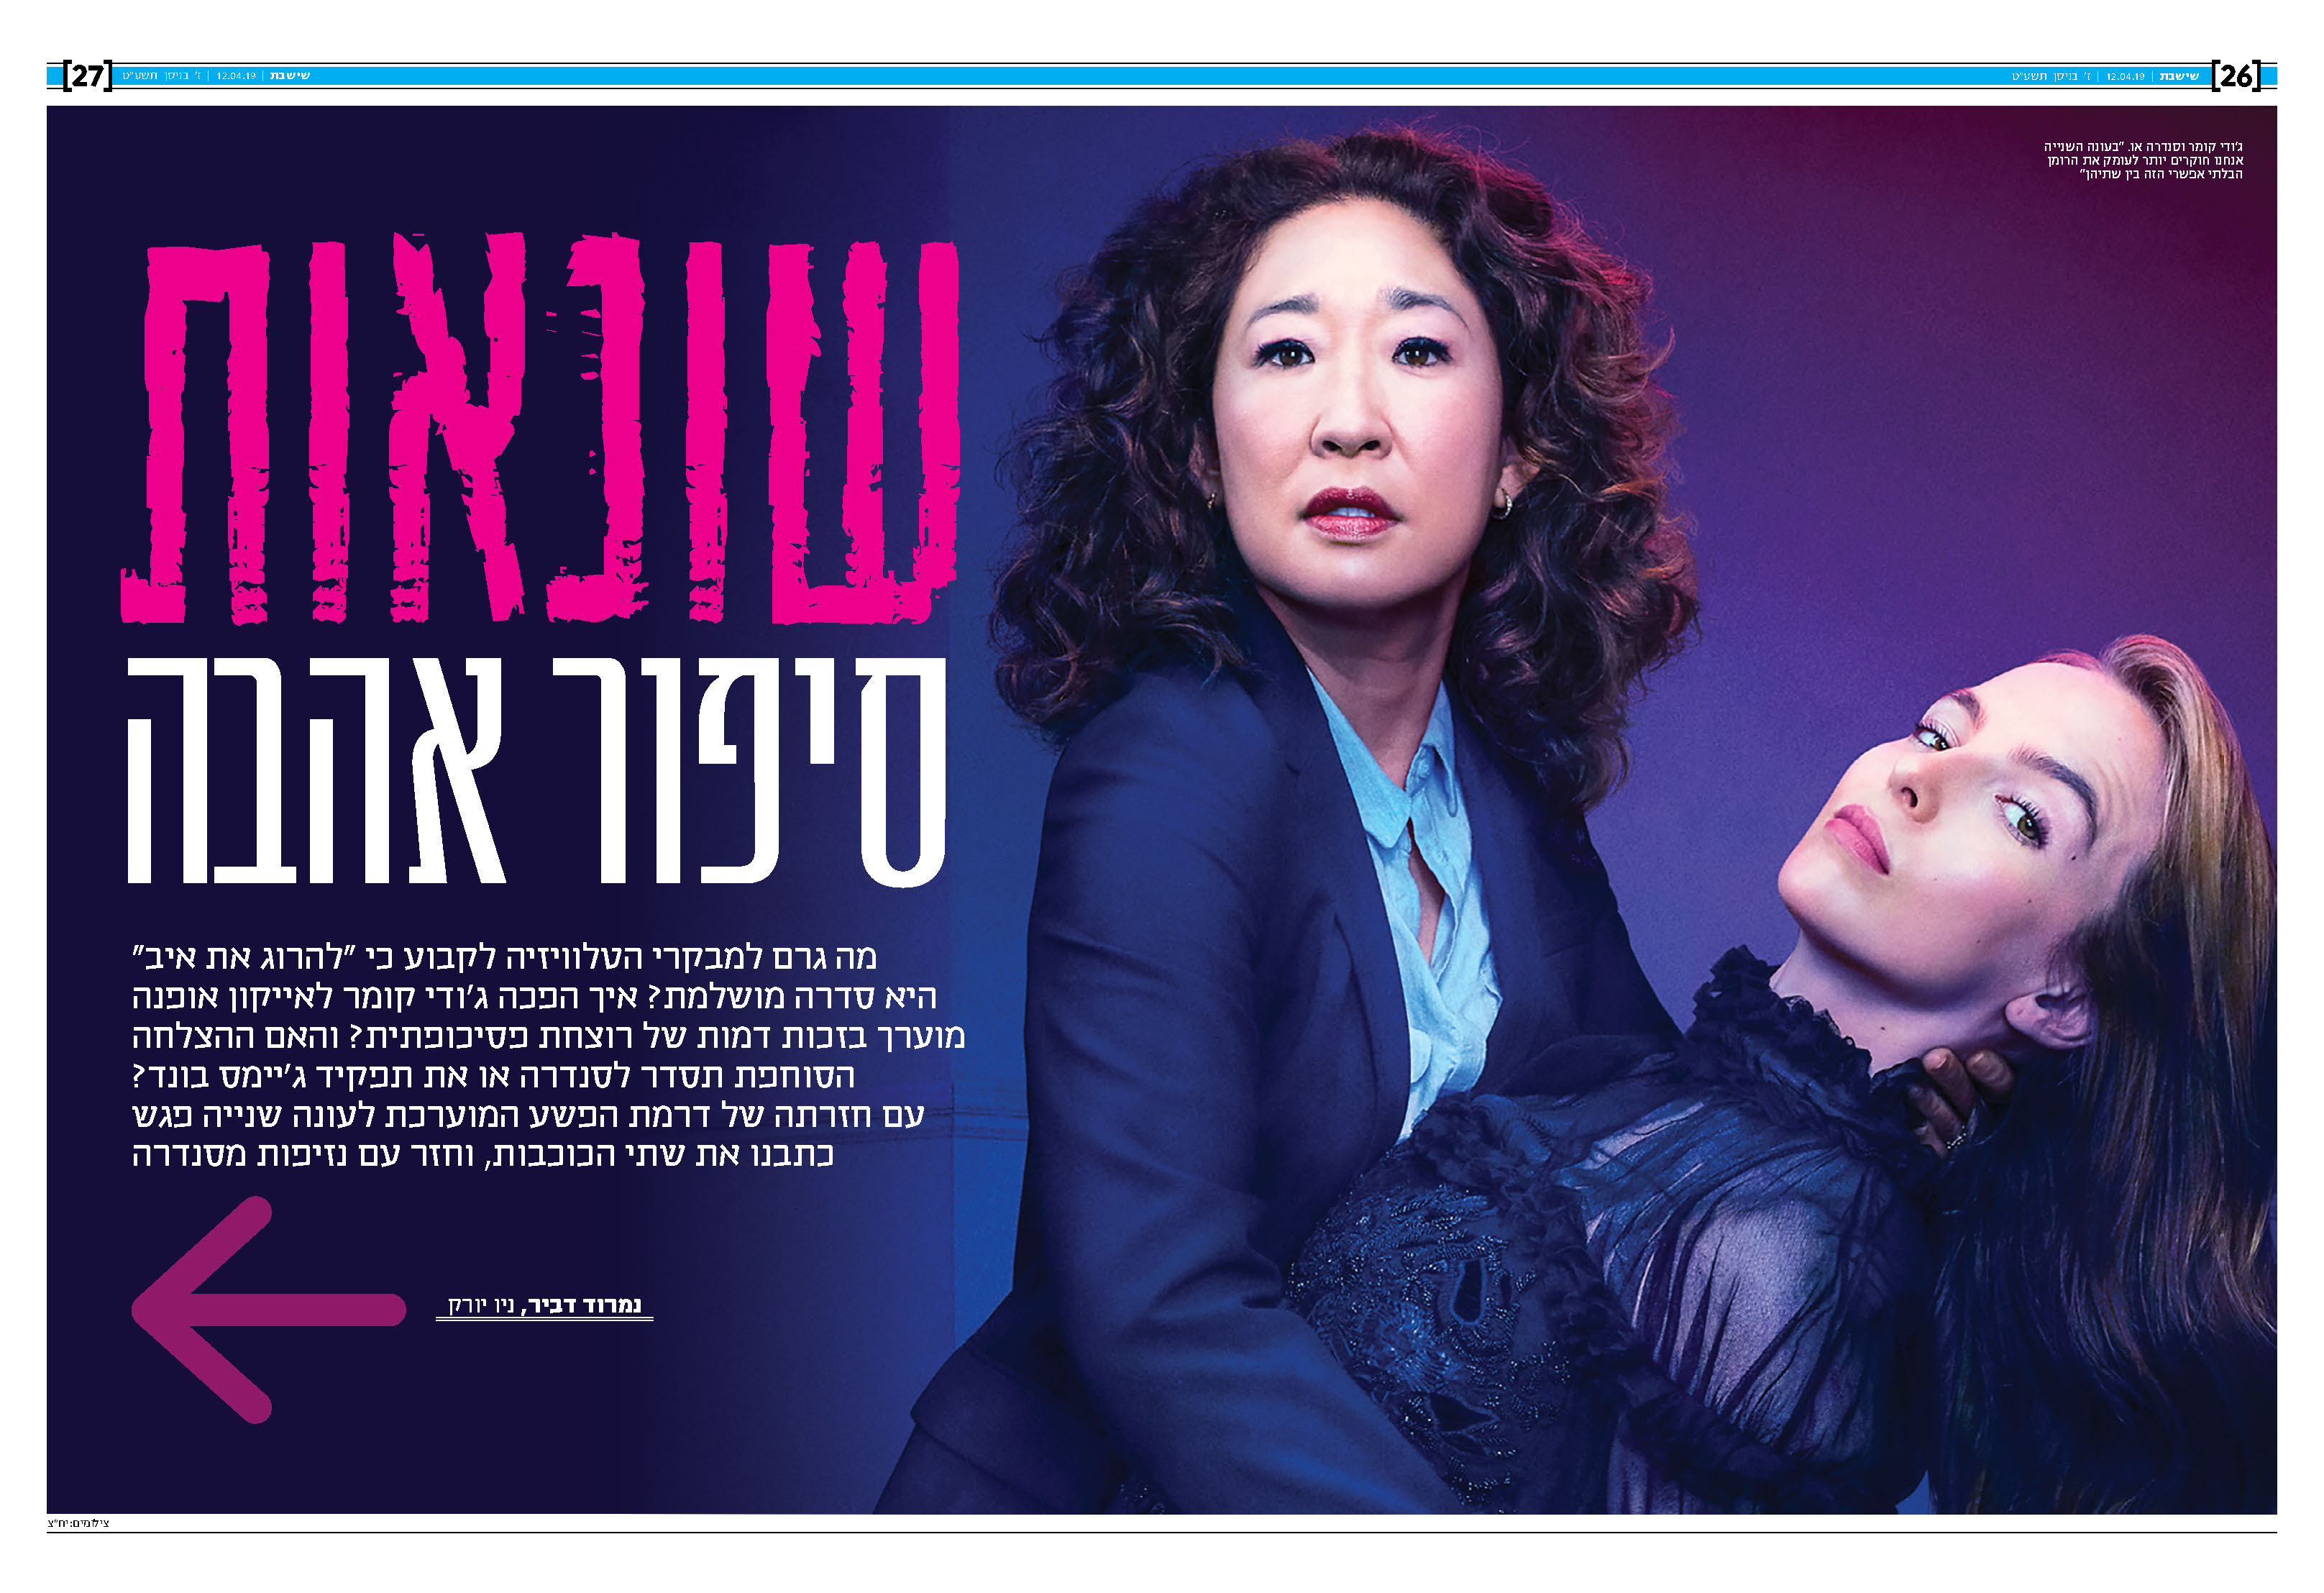 [26]
שישבת | 12.04.19 | ז' בניסן תשע"ט
ג'ודי קומר וסנדרה או. "בעונה השנייה
אנחנו חוקרים יותר לעומק את הרומן
הבלתי אפשרי הזה בין שתיהן"
שישבת | 12.04.19 | ז' בניסן תשע"ט
[27]
שונאות
סיפור אהבה
מה גרם למבקרי הטלוויזיה לקבוע כי "להרוג את איב"
היא סדרה מושלמת? איך הפכה ג'ודי קומר לאייקון אופנה
מוערך בזכות דמות של רוצחת פסיכופתית? והאם ההצלחה
הסוחפת תסדר לסנדרה או את תפקיד ג'יימס בונד?
עם חזרתה של דרמת הפשע המוערכת לעונה שנייה פגש
כתבנו את שתי הכוכבות, וחזר עם נזיפות מסנדרה
נמרוד דביר, ניו יורק
צילומים: יח"צ